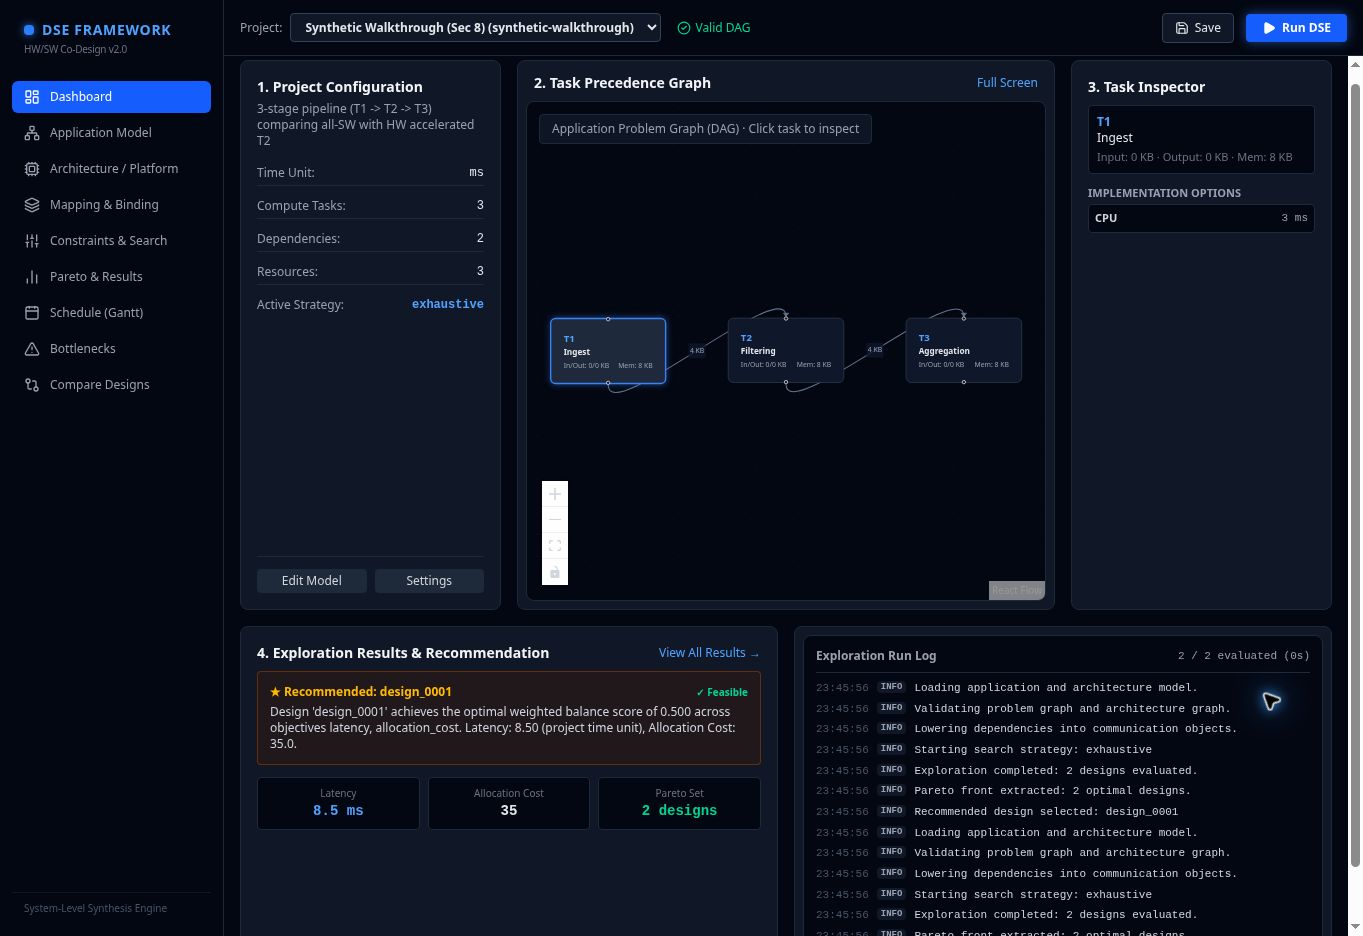 DSE FRAMEWORK
HW/SW Co-Design v2.0
Dashboard
Application Model
Architecture / Platform
Mapping & Binding
Constraints & Search
Pareto & Results
Schedule (Gantt)
Bottlenecks
Compare Designs
System-Level Synthesis Engine
Project:
Synthetic Walkthrough (Sec 8) (synthetic-walkthrough)
Valid DAG
Save
Run DSE
1. Project Configuration
3-stage pipeline (T1 -> T2 -> T3)
comparing all-SW with HW accelerated
T2
Time Unit: ms
Compute Tasks: 3
Dependencies: 2
Resources: 3
Active Strategy: exhaustive
Edit Model
Settings
2. Task Precedence Graph
Full Screen
Application Problem Graph (DAG) · Click task to inspect
T1
Ingest
In/Out: 0/0 KB Mem: 8 KB
4 KB
T2
Filtering
In/Out: 0/0 KB Mem: 8 KB
4 KB
T3
Aggregation
In/Out: 0/0 KB Mem: 8 KB
React Flow
3. Task Inspector
T1
Ingest
Input: 0 KB · Output: 0 KB · Mem: 8 KB
IMPLEMENTATION OPTIONS
CPU 3 ms
4. Exploration Results & Recommendation
View All Results →
★ Recommended: design_0001
✓ Feasible
Design 'design_0001' achieves the optimal weighted balance score of 0.500 across
objectives latency, allocation_cost. Latency: 8.50 (project time unit), Allocation Cost:
35.0.
Latency
8.5 ms
Allocation Cost
35
Pareto Set
2 designs
Exploration Run Log
2 / 2 evaluated (0s)
23:45:56 INFO Loading application and architecture model.
23:45:56 INFO Validating problem graph and architecture graph.
23:45:56 INFO Lowering dependencies into communication objects.
23:45:56 INFO Starting search strategy: exhaustive
23:45:56 INFO Exploration completed: 2 designs evaluated.
23:45:56 INFO Pareto front extracted: 2 optimal designs.
23:45:56 INFO Recommended design selected: design_0001
23:45:56 INFO Loading application and architecture model.
23:45:56 INFO Validating problem graph and architecture graph.
23:45:56 INFO Lowering dependencies into communication objects.
23:45:56 INFO Starting search strategy: exhaustive
23:45:56 INFO Exploration completed: 2 designs evaluated.
23:45:56 INFO Pareto front extracted: 2 optimal designs.